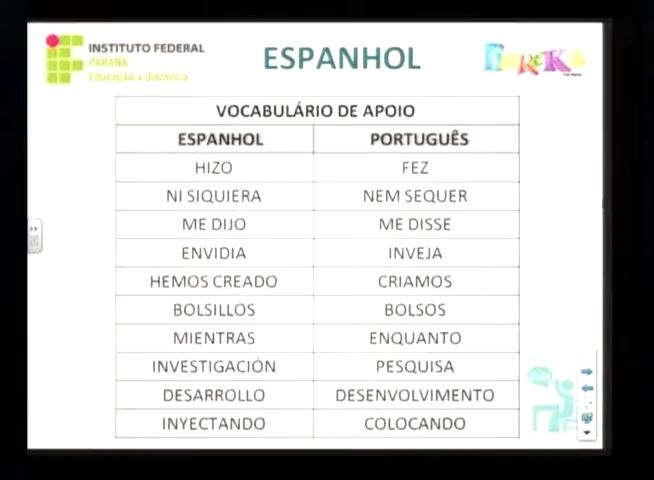 INSTITUTO FEDERAL
PARANÁ
Educação a Distância
ESPANHOL
EUREKA
VOCABULÁRIO DE APOIO
ESPANHOL PORTUGUÊS
HIZO FEZ
NI SIQUIERA NEM SEQUER
ME DIJO ME DISSE
ENVIDIA INVEJA
HEMOS CREADO CRIAMOS
BOLSILLOS BOLSOS
MIENTRAS ENQUANTO
INVESTIGACIÓN PESQUISA
DESARROLLO DESENVOLVIMENTO
INYECTANDO COLOCANDO